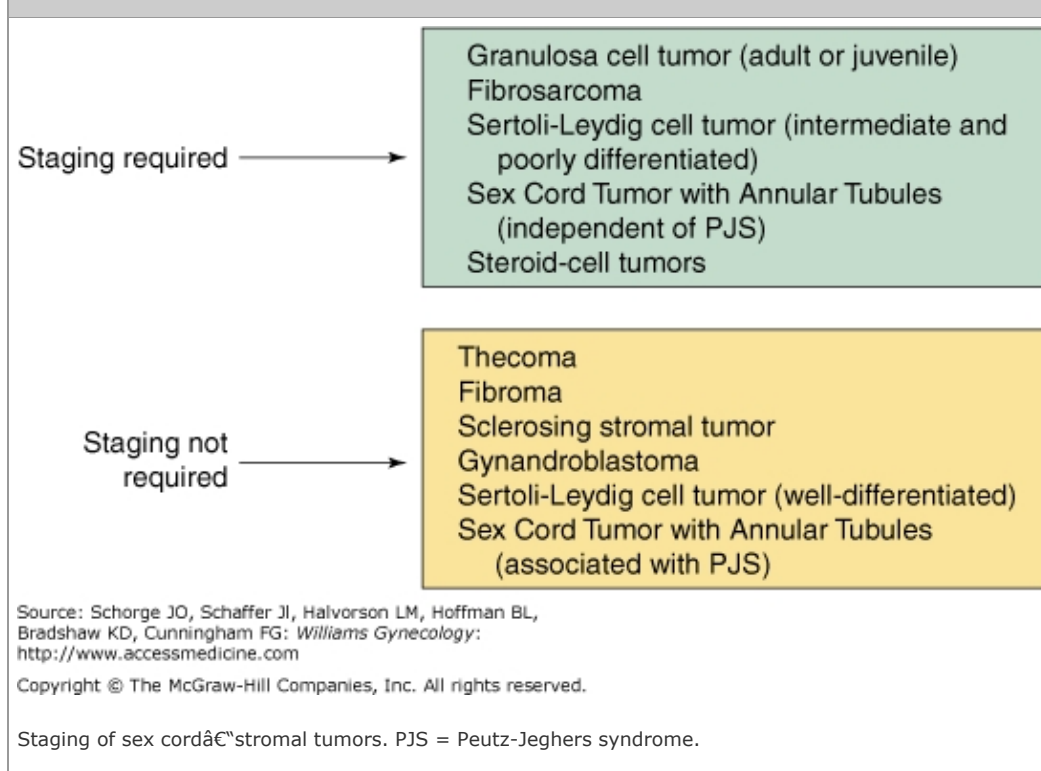 Granulosa cell tumor (adult or juvenile)
Fibrosarcoma
Sertoli-Leydig cell tumor (intermediate and
poorly differentiated)
Sex Cord Tumor with Annular Tubules
(independent of PJS)
Steroid-cell tumors
Staging required
Thecoma
Fibroma
Sclerosing stromal tumor
Gynandroblastoma
Sertoli-Leydig cell tumor (well-differentiated)
Sex Cord Tumor with Annular Tubules
(associated with PJS)
Staging not
required
Source: Schorge JO, Schaffer JI, Halvorson LM, Hoffman BL,
Bradshaw KD, Cunningham FG: Williams Gynecology:
http://www.accessmedicine.com
Copyright © The McGraw-Hill Companies, Inc. All rights reserved.
Staging of sex cordâ€“stromal tumors. PJS = Peutz-Jeghers syndrome.